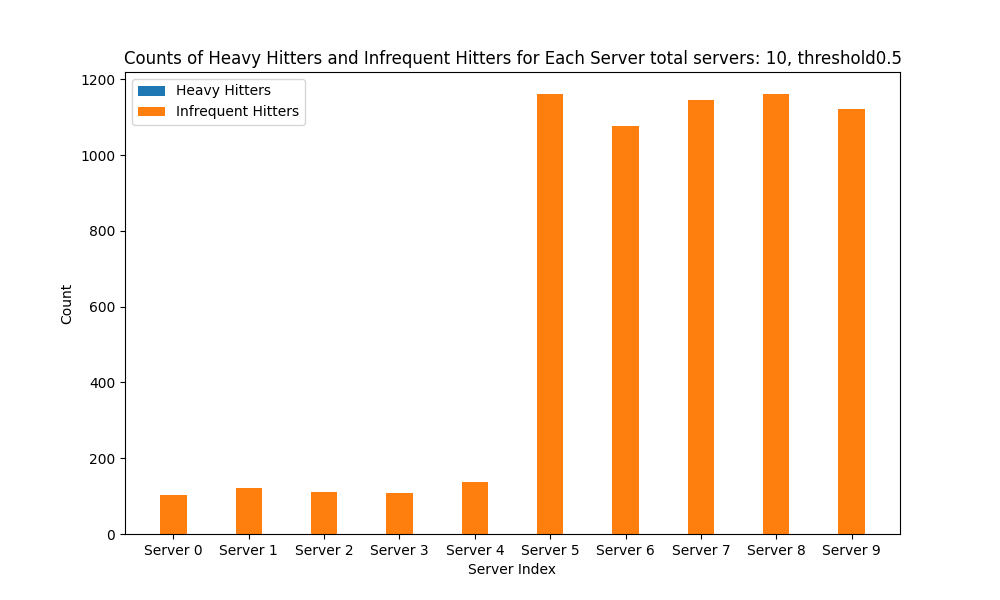 Counts of Heavy Hitters and Infrequent Hitters for Each Server total servers: 10, threshold0.5
Heavy Hitters
Infrequent Hitters
1200
1000
800
600
400
200
0
Count
Server 0 Server 1 Server 2 Server 3 Server 4 Server 5 Server 6 Server 7 Server 8 Server 9
Server Index